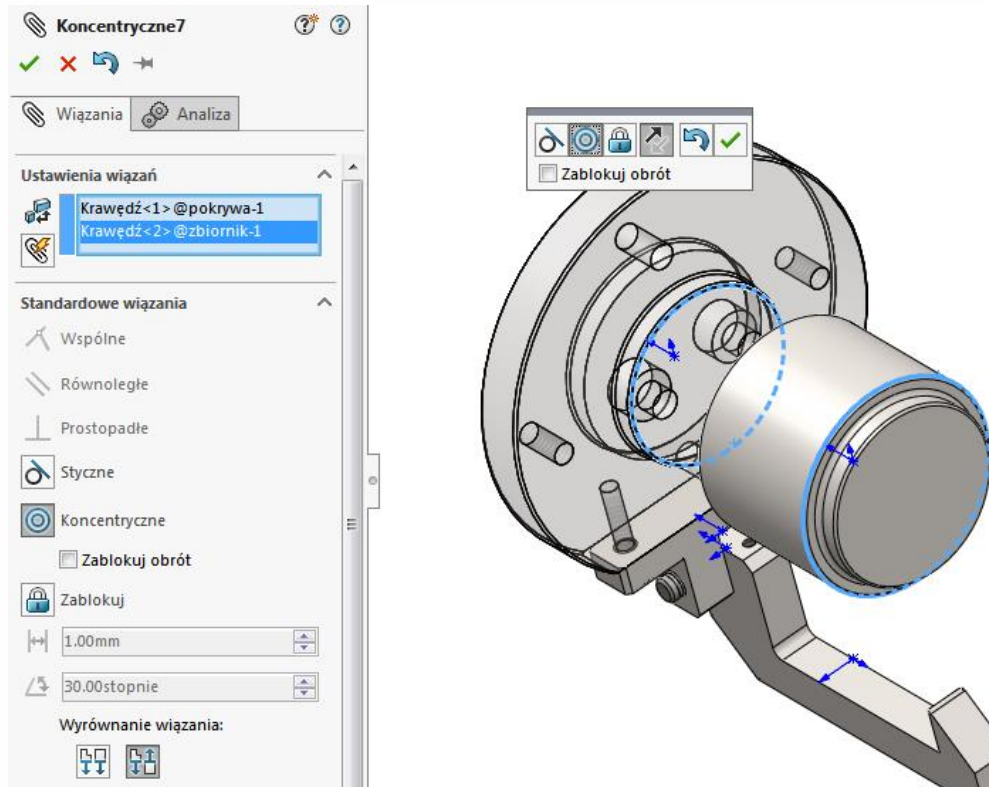 Koncentryczne7
Wiązania
Analiza
Ustawienia wiązań
Krawędź<1>@pokrywa-1
Krawędź<2>@zbiornik-1
Standardowe wiązania
Wspólne
Równoległe
Prostopadłe
Styczne
Koncentryczne
Zablokuj obrót
Zablokuj
1.00mm
30.00stopnie
Wyrównanie wiązania:
Zablokuj obrót